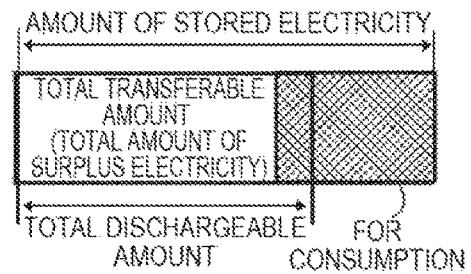 AMOUNT OF STORED ELECTRICITY
TOTAL TRANSFERABLE
AMOUNT
(TOTAL AMOUNT OF
SURPLUS ELECTRICITY)
TOTAL DISCHARGEABLE
AMOUNT
FOR
CONSUMPTION